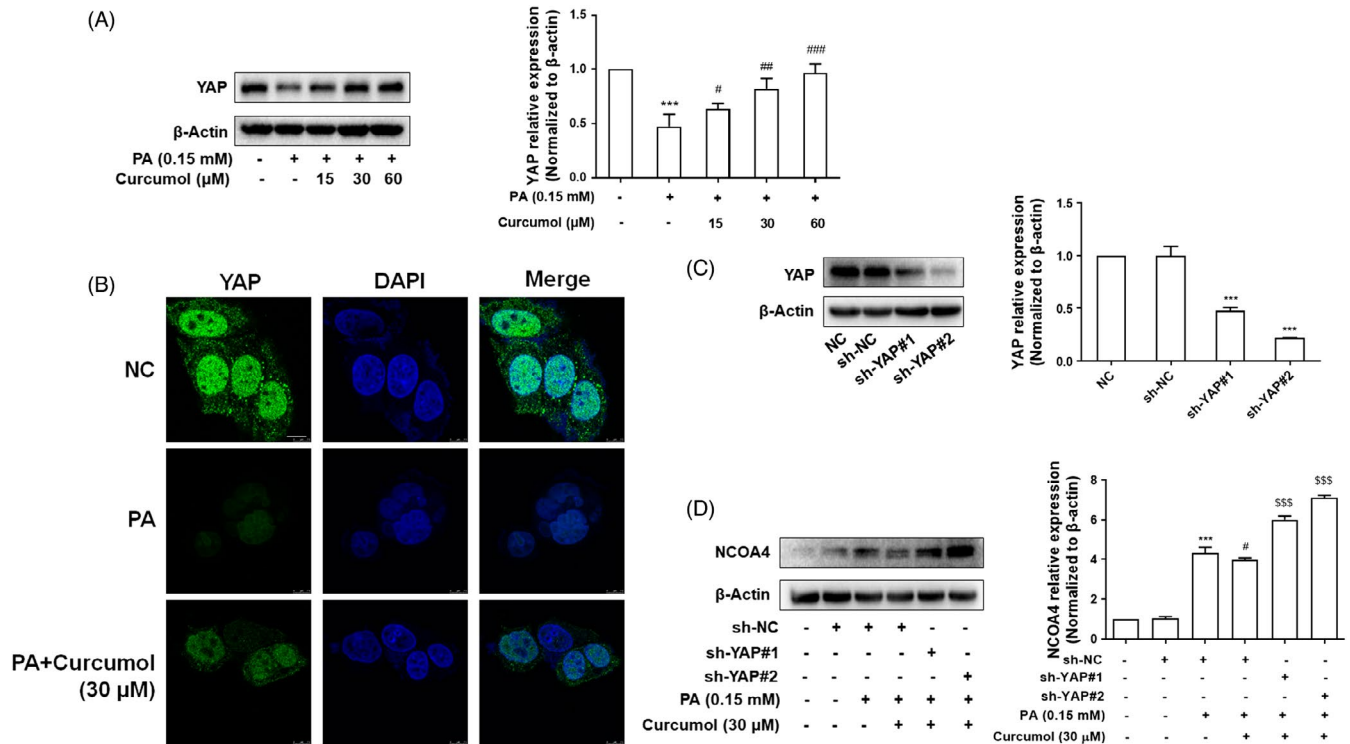 (A)
YAP
β-Actin
PA (0.15 mM) - + + + +
Curcumol (μM) - - 15 30 60
YAP relative expression
(Normalized to β-actin)
1.5
1.0
0.5
0.0
***
#
##
###
PA (0.15 mM) - + + + +
Curcumol (μM) - - 15 30 60
(B)
YAP DAPI Merge
NC
PA
PA+Curcumol
(30 μM)
(C)
YAP
β-Actin
NC
sh-NC
sh-YAP#1
sh-YAP#2
YAP relative expression
(Normalized to β-actin)
1.5
1.0
0.5
0.0
***
***
NC
sh-NC
sh-YAP#1
sh-YAP#2
(D)
NCOA4
β-Actin
sh-NC - + + + - -
sh-YAP#1 - - - - + -
sh-YAP#2 - - - - - +
PA (0.15 mM) - - + + + +
Curcumol (30 μM) - - - + + +
NCOA4 relative expression
(Normalized to β-actin)
8
6
4
2
0
***
#
$$$
$$$
sh-NC - + + + - -
sh-YAP#1 - - - - + -
sh-YAP#2 - - - - - +
PA (0.15 mM) - - + + + +
Curcumol (30 μM) - - - + + +